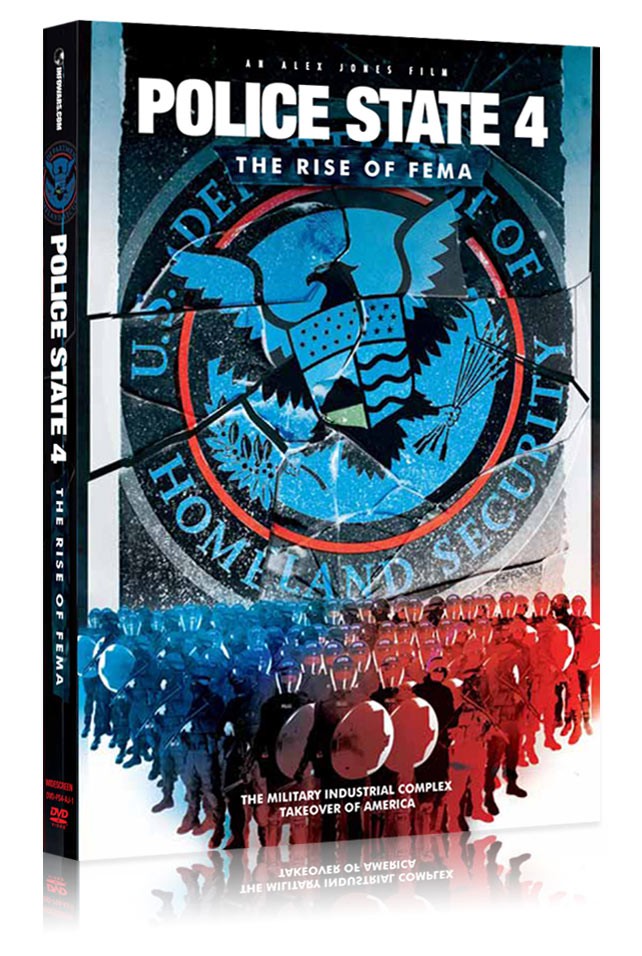 INFOWARS.COM
POLICE STATE 4
THE RISE OF FEMA
WIDESCREEN
DVD
AN ALEX JONES FILM
POLICE STATE 4
THE RISE OF FEMA
U.S. DEPARTMENT OF
HOMELAND SECURITY
THE MILITARY INDUSTRIAL COMPLEX
TAKEOVER OF AMERICA